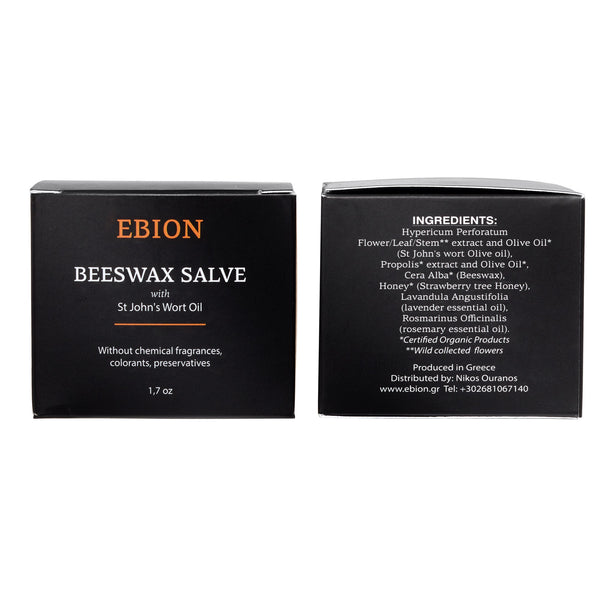 EBION
BEESWAX SALVE
with
St John's Wort Oil
Without chemical fragrances,
colorants, preservatives
1,7 oz
INGREDIENTS:
Hypericum Perforatum
Flower/Leaf/Stem** extract and Olive Oil*
(St John's wort Olive oil),
Propolis* extract and Olive Oil*,
Cera Alba* (Beeswax),
Honey* (Strawberry tree Honey),
Lavandula Angustifolia
(lavender essential oil),
Rosmarinus Officinalis
(rosemary essential oil).
*Certified Organic Products
**Wild collected flowers
Produced in Greece
Distributed by: Nikos Ouranos
www.ebion.gr Tel: +302681067140